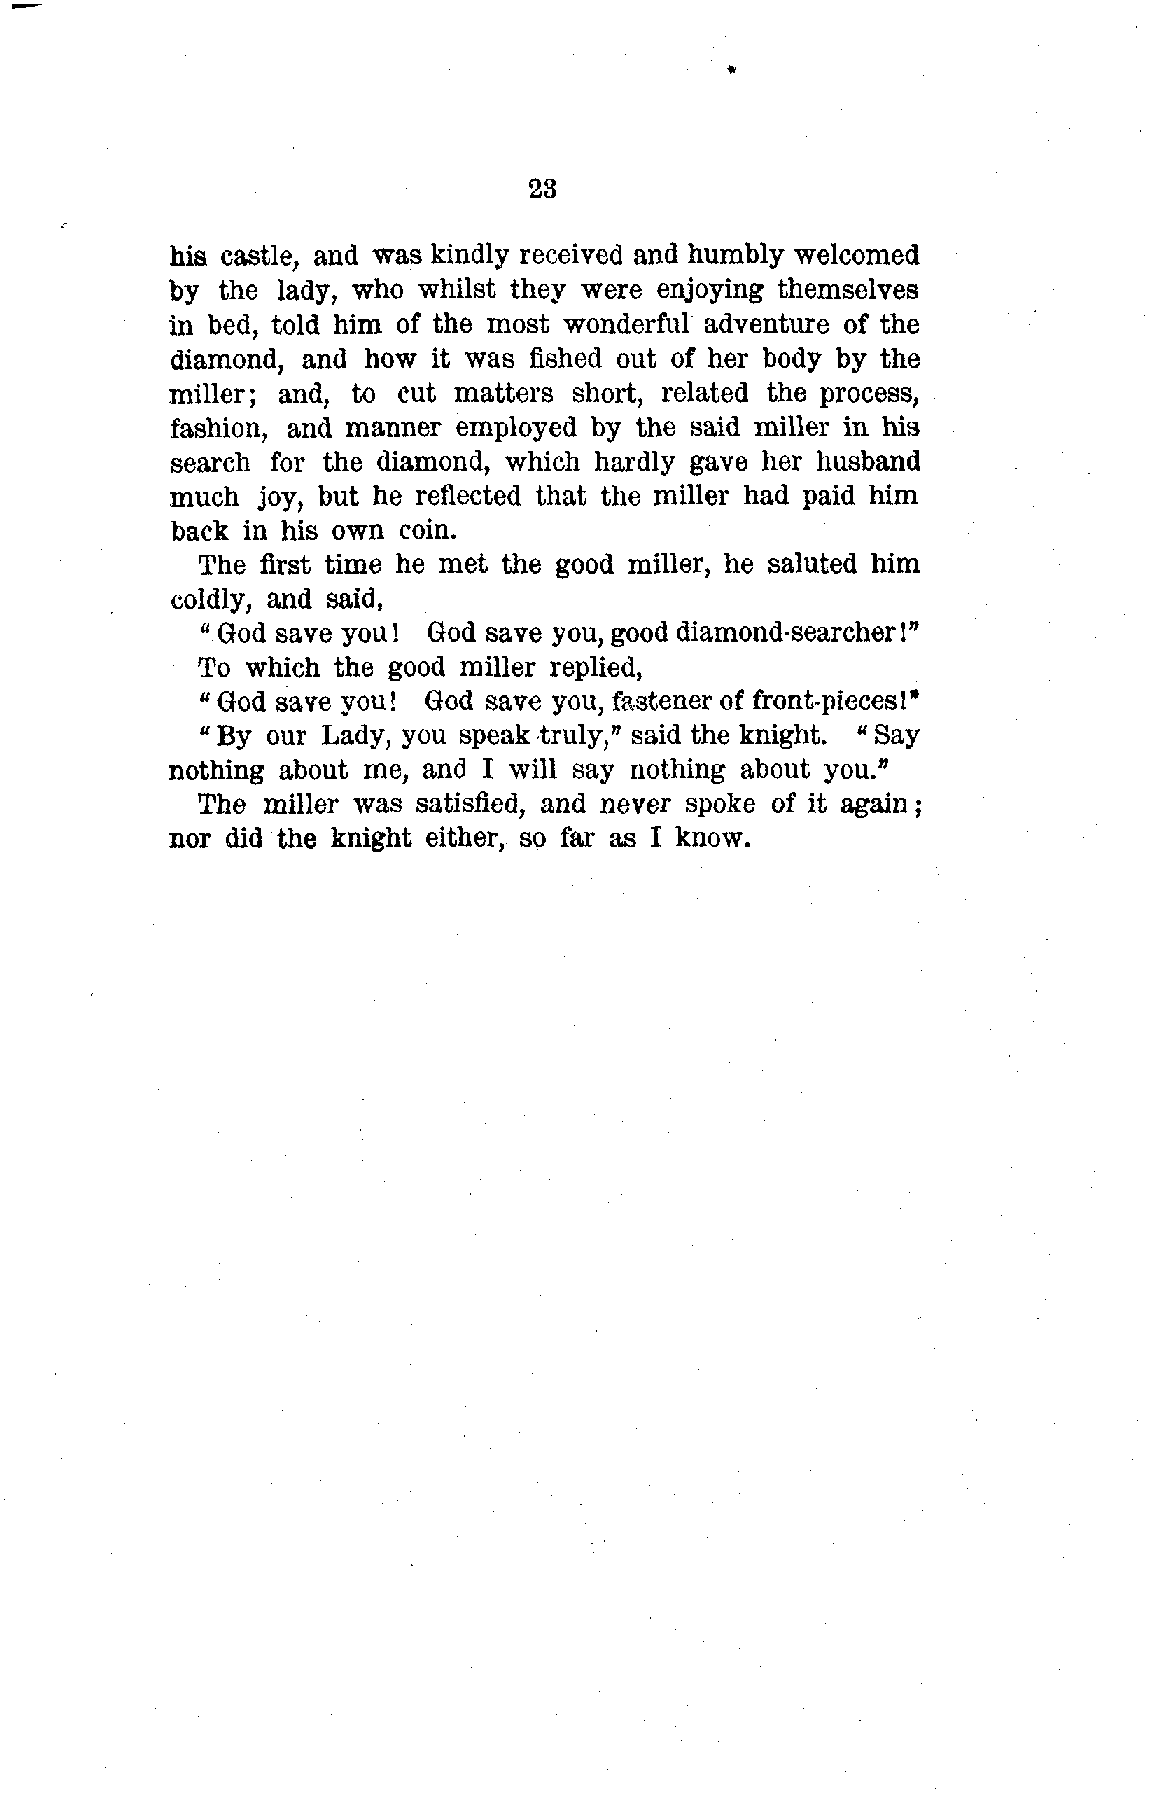 23
his castle, and was kindly received and humbly welcomed
by the lady, who whilst they were enjoying themselves
in bed, told him of the most wonderful adventure of the
diamond, and how it was fished out of her body by the
miller; and, to cut matters short, related the process,
fashion, and manner employed by the said miller in his
search for the diamond, which hardly gave her husband
much joy, but he reflected that the miller had paid him
back in his own coin.
The first time he met the good miller, he saluted him
coldly, and said,
"God save you! God save you, good diamond-searcher!"
To which the good miller replied,
"God save you! God save you, fastener of front-pieces!"
"By our Lady, you speak truly," said the knight. "Say
nothing about me, and I will say nothing about you."
The miller was satisfied, and never spoke of it again;
nor did the knight either, so far as I know.